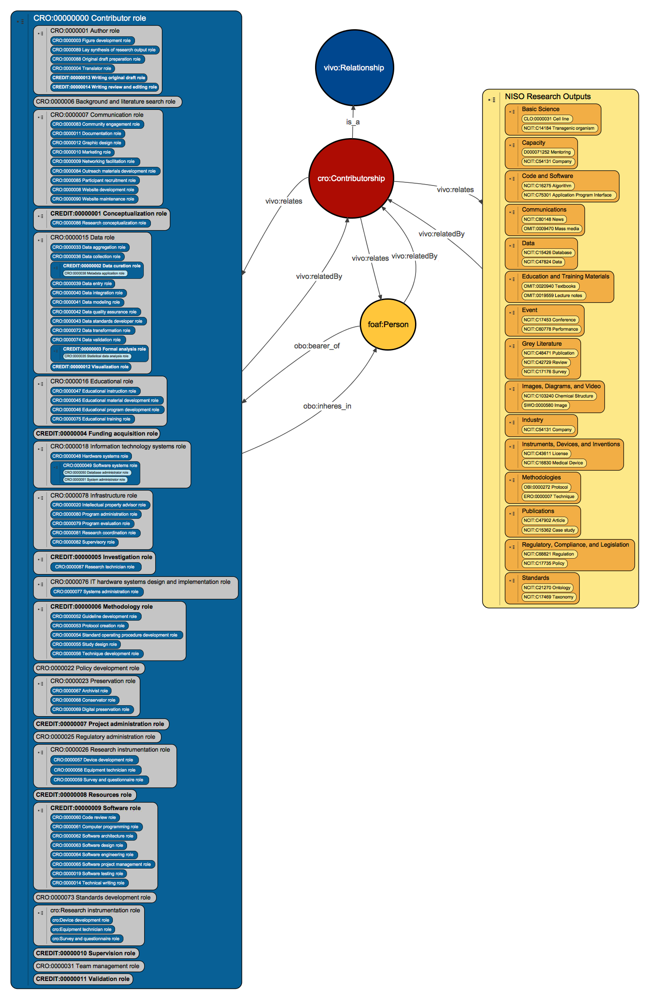 CRO:00000000 Contributor role
CRO:0000001 Author role
CRO:0000003 Figure development role
CRO:0000089 Lay synthesis of research output role
CRO:0000088 Original draft preparation role
CRO:0000004 Translator role
CREDIT:00000013 Writing original draft role
CREDIT:00000014 Writing review and editing role
CRO:0000006 Background and literature search role
CRO:0000007 Communication role
CRO:0000083 Community engagement role
CRO:0000011 Documentation role
CRO:0000012 Graphic design role
CRO:0000010 Marketing role
CRO:0000009 Networking facilitation role
CRO:0000084 Outreach materials development role
CRO:0000085 Participant recruitment role
CRO:0000008 Website development role
CRO:0000090 Website maintenance role
CREDIT:00000001 Conceptualization role
CRO:0000086 Research conceptualization role
CRO:0000015 Data role
CRO:0000033 Data aggregation role
CRO:0000036 Data collection role
CREDIT:00000002 Data curation role
CRO:0000038 Metadata application role
CRO:0000039 Data entry role
CRO:0000040 Data integration role
CRO:0000041 Data modeling role
CRO:0000042 Data quality assurance role
CRO:0000043 Data standards developer role
CRO:0000072 Data transformation role
CRO:0000074 Data validation role
CREDIT:00000003 Formal analysis role
CRO:0000035 Statistical data analysis role
CREDIT:00000012 Visualization role
CRO:0000016 Educational role
CRO:0000047 Educational instruction role
CRO:0000045 Educational material development role
CRO:0000046 Educational program development role
CRO:0000075 Educational training role
CREDIT:00000004 Funding acquisition role
CRO:0000018 Information technology systems role
CRO:0000048 Hardware systems role
CRO:0000049 Software systems role
CRO:0000050 Database administrator role
CRO:0000051 System administrator role
CRO:0000078 Infrastructure role
CRO:0000020 Intellectual property advisor role
CRO:0000080 Program administration role
CRO:0000079 Program evaluation role
CRO:0000081 Research coordination role
CRO:0000082 Supervisory role
CREDIT:00000005 Investigation role
CRO:0000087 Research technician role
CRO:0000076 IT hardware systems design and implementation role
CRO:0000077 Systems administration role
CREDIT:00000006 Methodology role
CRO:0000052 Guideline development role
CRO:0000053 Protocol creation role
CRO:0000054 Standard operating procedure development role
CRO:0000055 Study design role
CRO:0000056 Technique development role
CRO:0000022 Policy development role
CRO:0000023 Preservation role
CRO:0000067 Archivist role
CRO:0000068 Conservator role
CRO:0000069 Digital preservation role
CREDIT:00000007 Project administration role
CRO:0000025 Regulatory administration role
CRO:0000026 Research instrumentation role
CRO:0000057 Device development role
CRO:0000058 Equipment technician role
CRO:0000059 Survey and questionnaire role
CREDIT:00000008 Resources role
CREDIT:00000009 Software role
CRO:0000060 Code review role
CRO:0000061 Computer programming role
CRO:0000062 Software architecture role
CRO:0000063 Software design role
CRO:0000064 Software engineering role
CRO:0000065 Software project management role
CRO:0000019 Software testing role
CRO:0000014 Technical writing role
CRO:0000073 Standards development role
cro:Research instrumentation role
cro:Device development role
cro:Equipment technician role
cro:Survey and questionnaire role
CREDIT:00000010 Supervision role
CRO:0000031 Team management role
CREDIT:00000011 Validation role
vivo:Relationship
is_a
cro:Contributorship
vivo:relates
vivo:relates
vivo:relatedBy
vivo:relates
vivo:relatedBy
vivo:relatedBy
foaf:Person
obo:bearer_of
obo:inheres_in
NISO Research Outputs
Basic Science
CLO:0000031 Cell line
NCIT:C14184 Transgenic organism
Capacity
D000071252 Mentoring
NCIT:C54131 Company
Code and Software
NCIT:C16275 Algorithm
NCIT:C75301 Application Program Interface
Communications
NCIT:C80148 News
OMIT:0009470 Mass media
Data
NCIT:C15426 Database
NCIT:C47824 Data
Education and Training Materials
OMIT:0020940 Textbooks
OMIT:0019559 Lecture notes
Event
NCIT:C17453 Conference
NCIT:C60778 Performance
Grey Literature
NCIT:C48471 Publication
NCIT:C42729 Review
NCIT:C17176 Survey
Images, Diagrams, and Video
NCIT:C103240 Chemical Structure
SWO:0000580 Image
Industry
NCIT:C54131 Company
Instruments, Devices, and Inventions
NCIT:C43611 License
NCIT:C16830 Medical Device
Methodologies
OBI:0000272 Protocol
ERO:0000007 Technique
Publications
NCIT:C47902 Article
NCIT:C15362 Case study
Regulatory, Compliance, and Legislation
NCIT:C68821 Regulation
NCIT:C17735 Policy
Standards
NCIT:C21270 Ontology
NCIT:C17469 Taxonomy